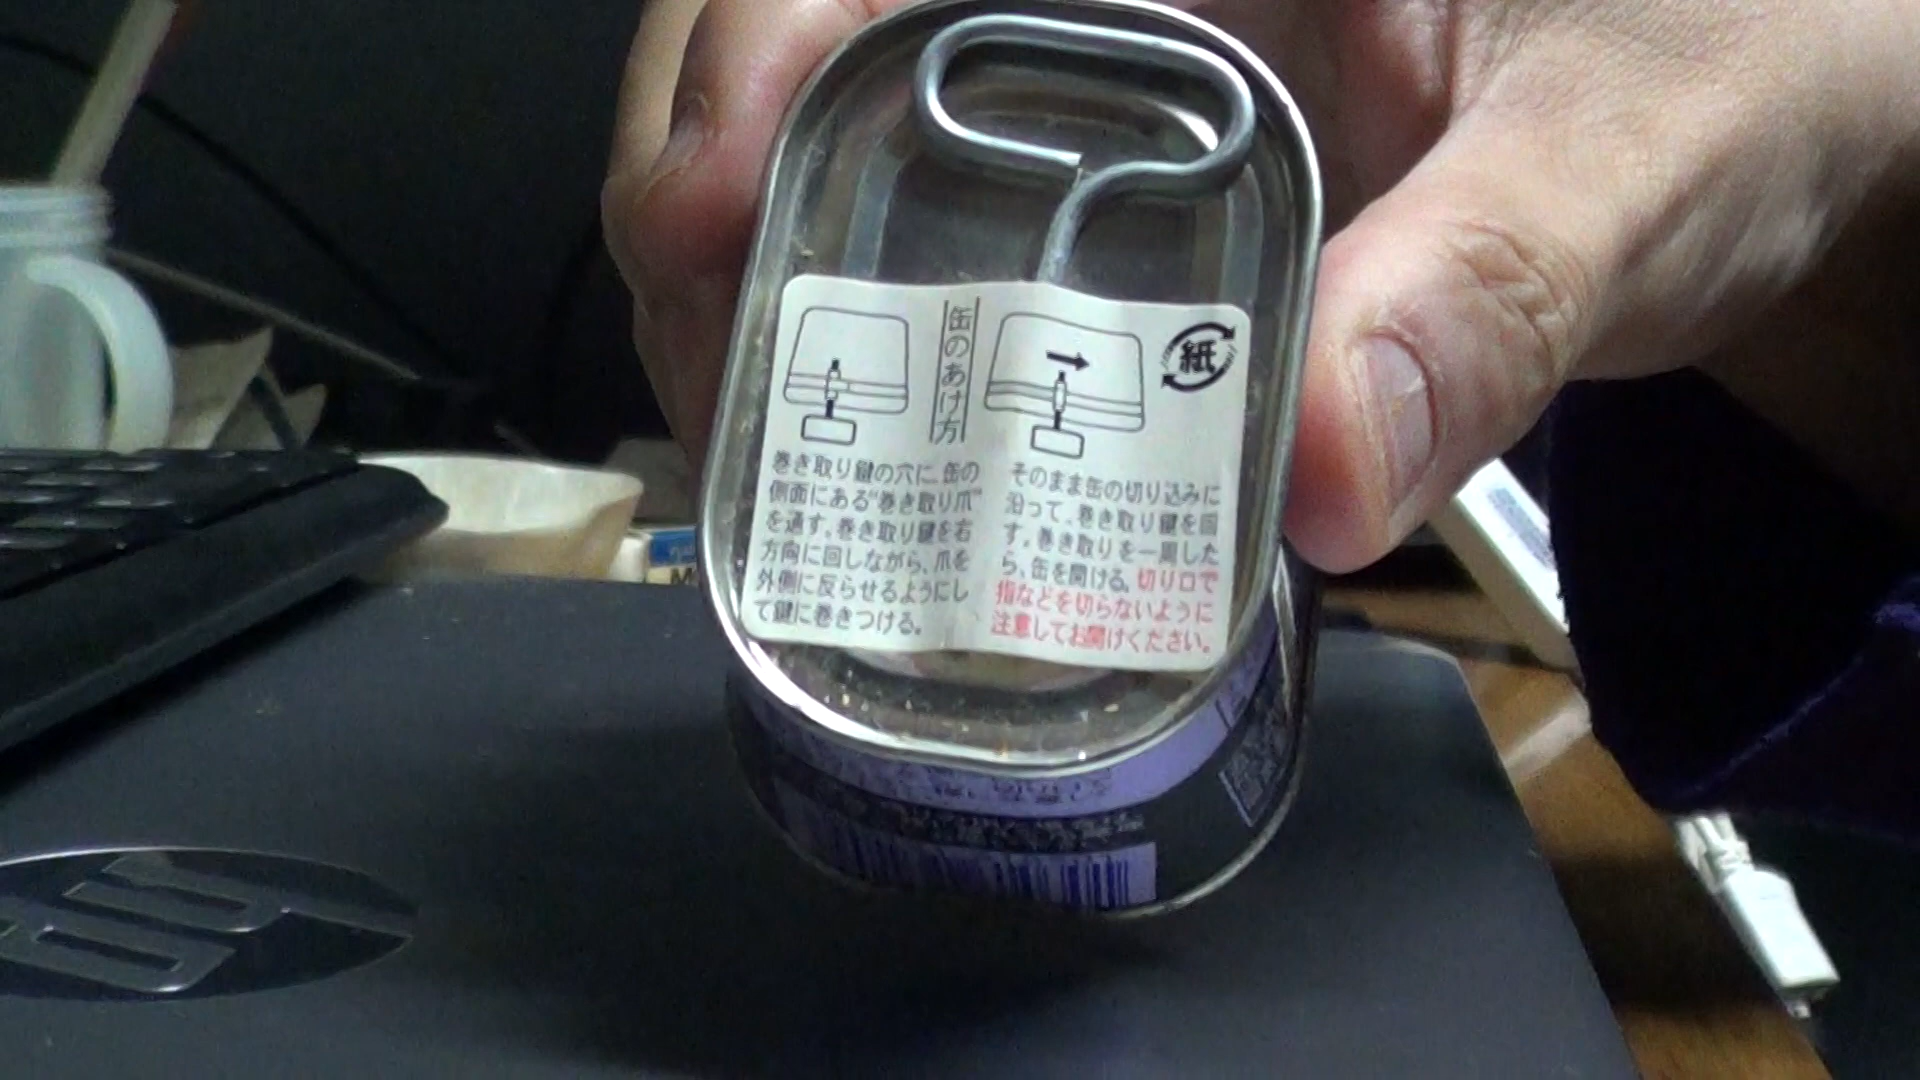 缶のあけ方
紙
巻き取り鍵の穴に、缶の
側面にある“巻き取り爪”
を通す。巻き取り鍵を右
方向に回しながら、爪を
外側に反らせるようにし
て鍵に巻きつける。
そのまま缶の切り込みに
沿って、巻き取り鍵を回
す。巻き取りを一周した
ら、缶を開ける。切り口で
指などを切らないように
注意してお開けください。
hp